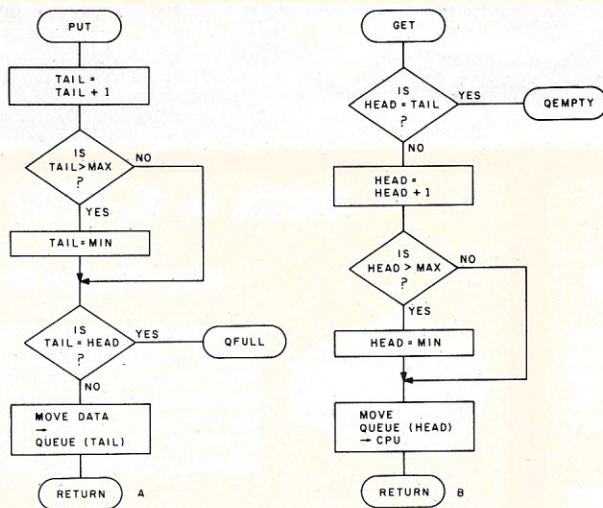 PUT
TAIL =
TAIL + 1
IS
TAIL > MAX
?
NO
YES
TAIL = MIN
IS
TAIL = HEAD
?
YES
QFULL
NO
MOVE DATA
→
QUEUE (TAIL)
RETURN
A
GET
IS
HEAD = TAIL
?
YES
QEMPTY
NO
HEAD =
HEAD + 1
IS
HEAD > MAX
?
NO
YES
HEAD = MIN
MOVE
QUEUE (HEAD)
→ CPU
RETURN
B